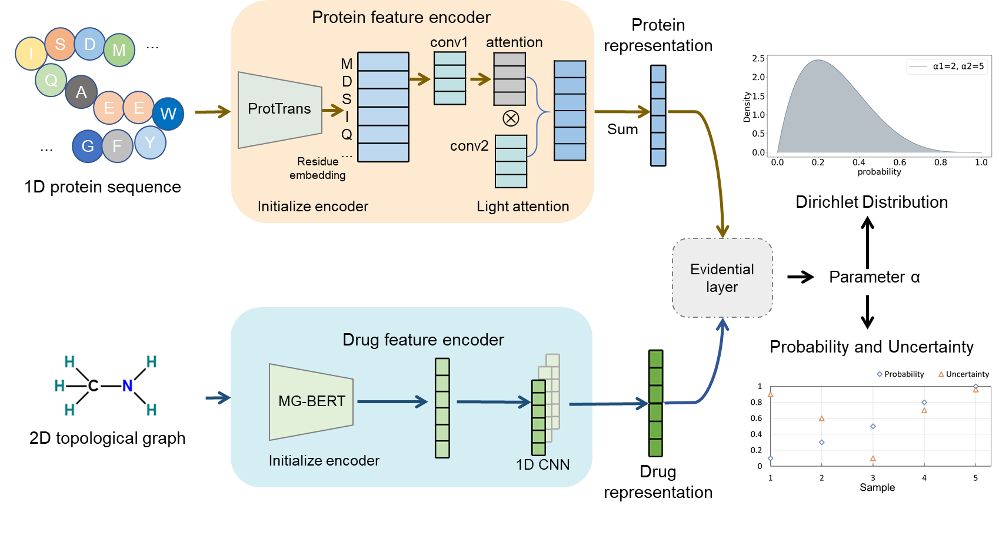 I S D M ...
Q A E E W
... G F Y
1D protein sequence
Protein feature encoder
ProtTrans
M
D
S
I
Q
...
Residue
embedding
Initialize encoder
conv1
attention
⊗
conv2
Light attention
Sum
Protein
representation
2D topological graph
H H
H C N
H H
Drug feature encoder
MG-BERT
Initialize encoder
1D CNN
Drug
representation
Evidential
layer
Parameter α
2.5
2.0
1.5
1.0
0.5
0.0
Density
α1=2, α2=5
0.0 0.2 0.4 0.6 0.8 1.0
probability
Dirichlet Distribution
Probability and Uncertainty
Probability Uncertainty
1
0.8
0.6
0.4
0.2
0
1 2 3 4 5
Sample